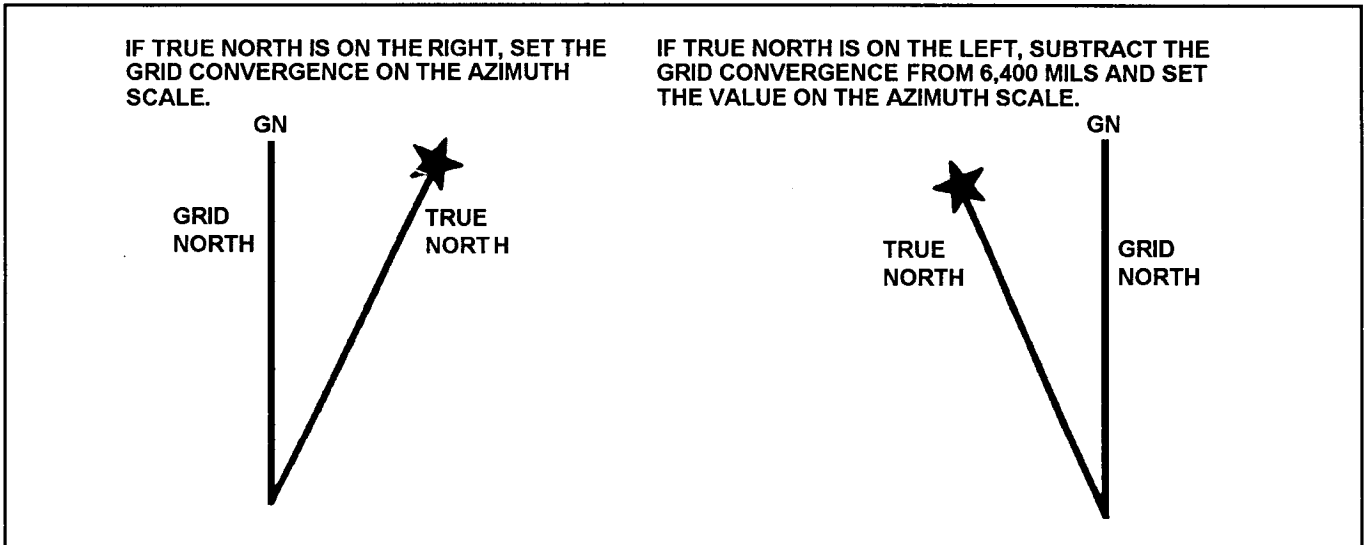 IF TRUE NORTH IS ON THE RIGHT, SET THE
GRID CONVERGENCE ON THE AZIMUTH
SCALE.
GN
GRID
NORTH
TRUE
NORTH
IF TRUE NORTH IS ON THE LEFT, SUBTRACT THE
GRID CONVERGENCE FROM 6,400 MILS AND SET
THE VALUE ON THE AZIMUTH SCALE.
GN
TRUE
NORTH
GRID
NORTH